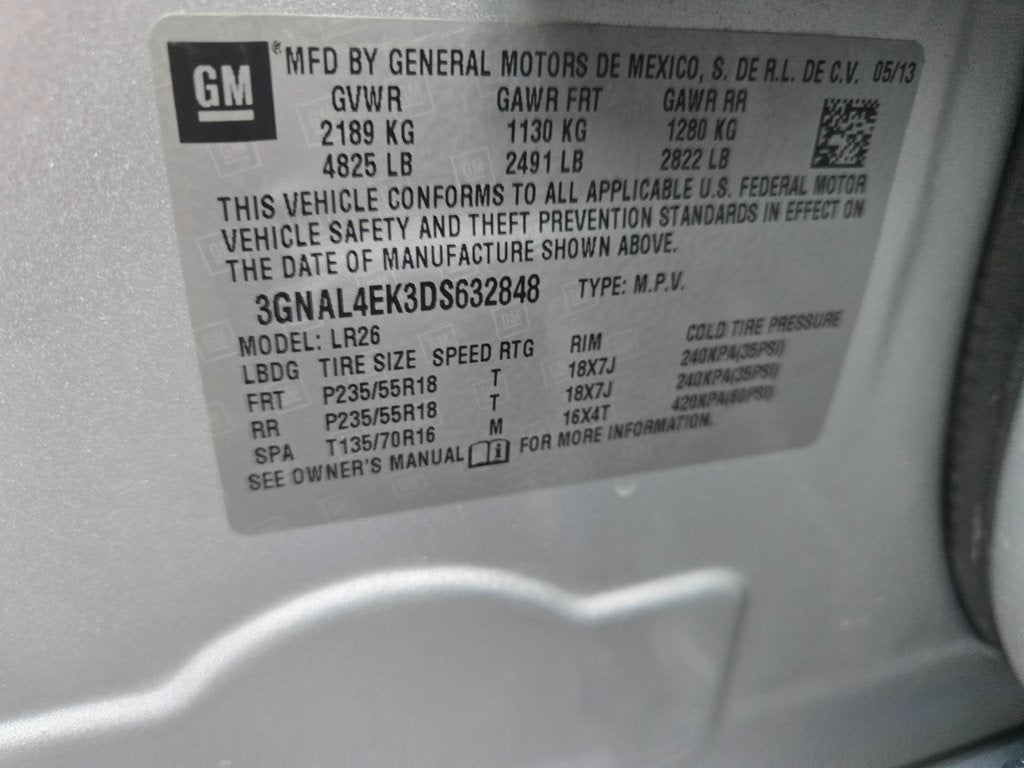 GM® MFD BY GENERAL MOTORS DE MEXICO, S. DE R.L. DE C.V. 05/13
GVWR GAWR FRT GAWR RR
2189 KG 1130 KG 1280 KG
4825 LB 2491 LB 2822 LB
THIS VEHICLE CONFORMS TO ALL APPLICABLE U.S. FEDERAL MOTOR
VEHICLE SAFETY AND THEFT PREVENTION STANDARDS IN EFFECT ON
THE DATE OF MANUFACTURE SHOWN ABOVE.
3GNAL4EK3DS632848 TYPE: M.P.V.
MODEL: LR26
LBDG TIRE SIZE SPEED RTG RIM COLD TIRE PRESSURE
FRT P235/55R18 T 18X7J 240KPA(35PSI)
RR P235/55R18 T 18X7J 240KPA(35PSI)
SPA T135/70R16 M 16X4T 420KPA(60PSI)
SEE OWNER'S MANUAL FOR MORE INFORMATION.